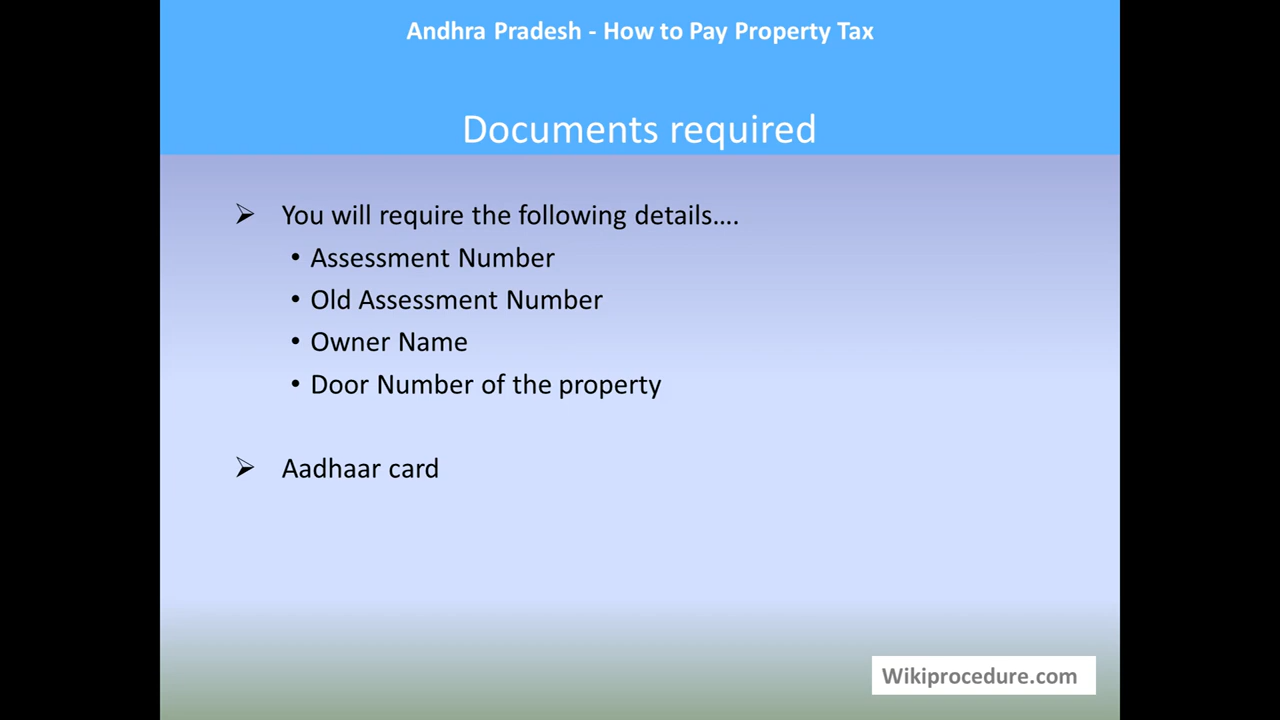 Andhra Pradesh - How to Pay Property Tax
Documents required
➢ You will require the following details....
• Assessment Number
• Old Assessment Number
• Owner Name
• Door Number of the property
➢ Aadhaar card
Wikiprocedure.com